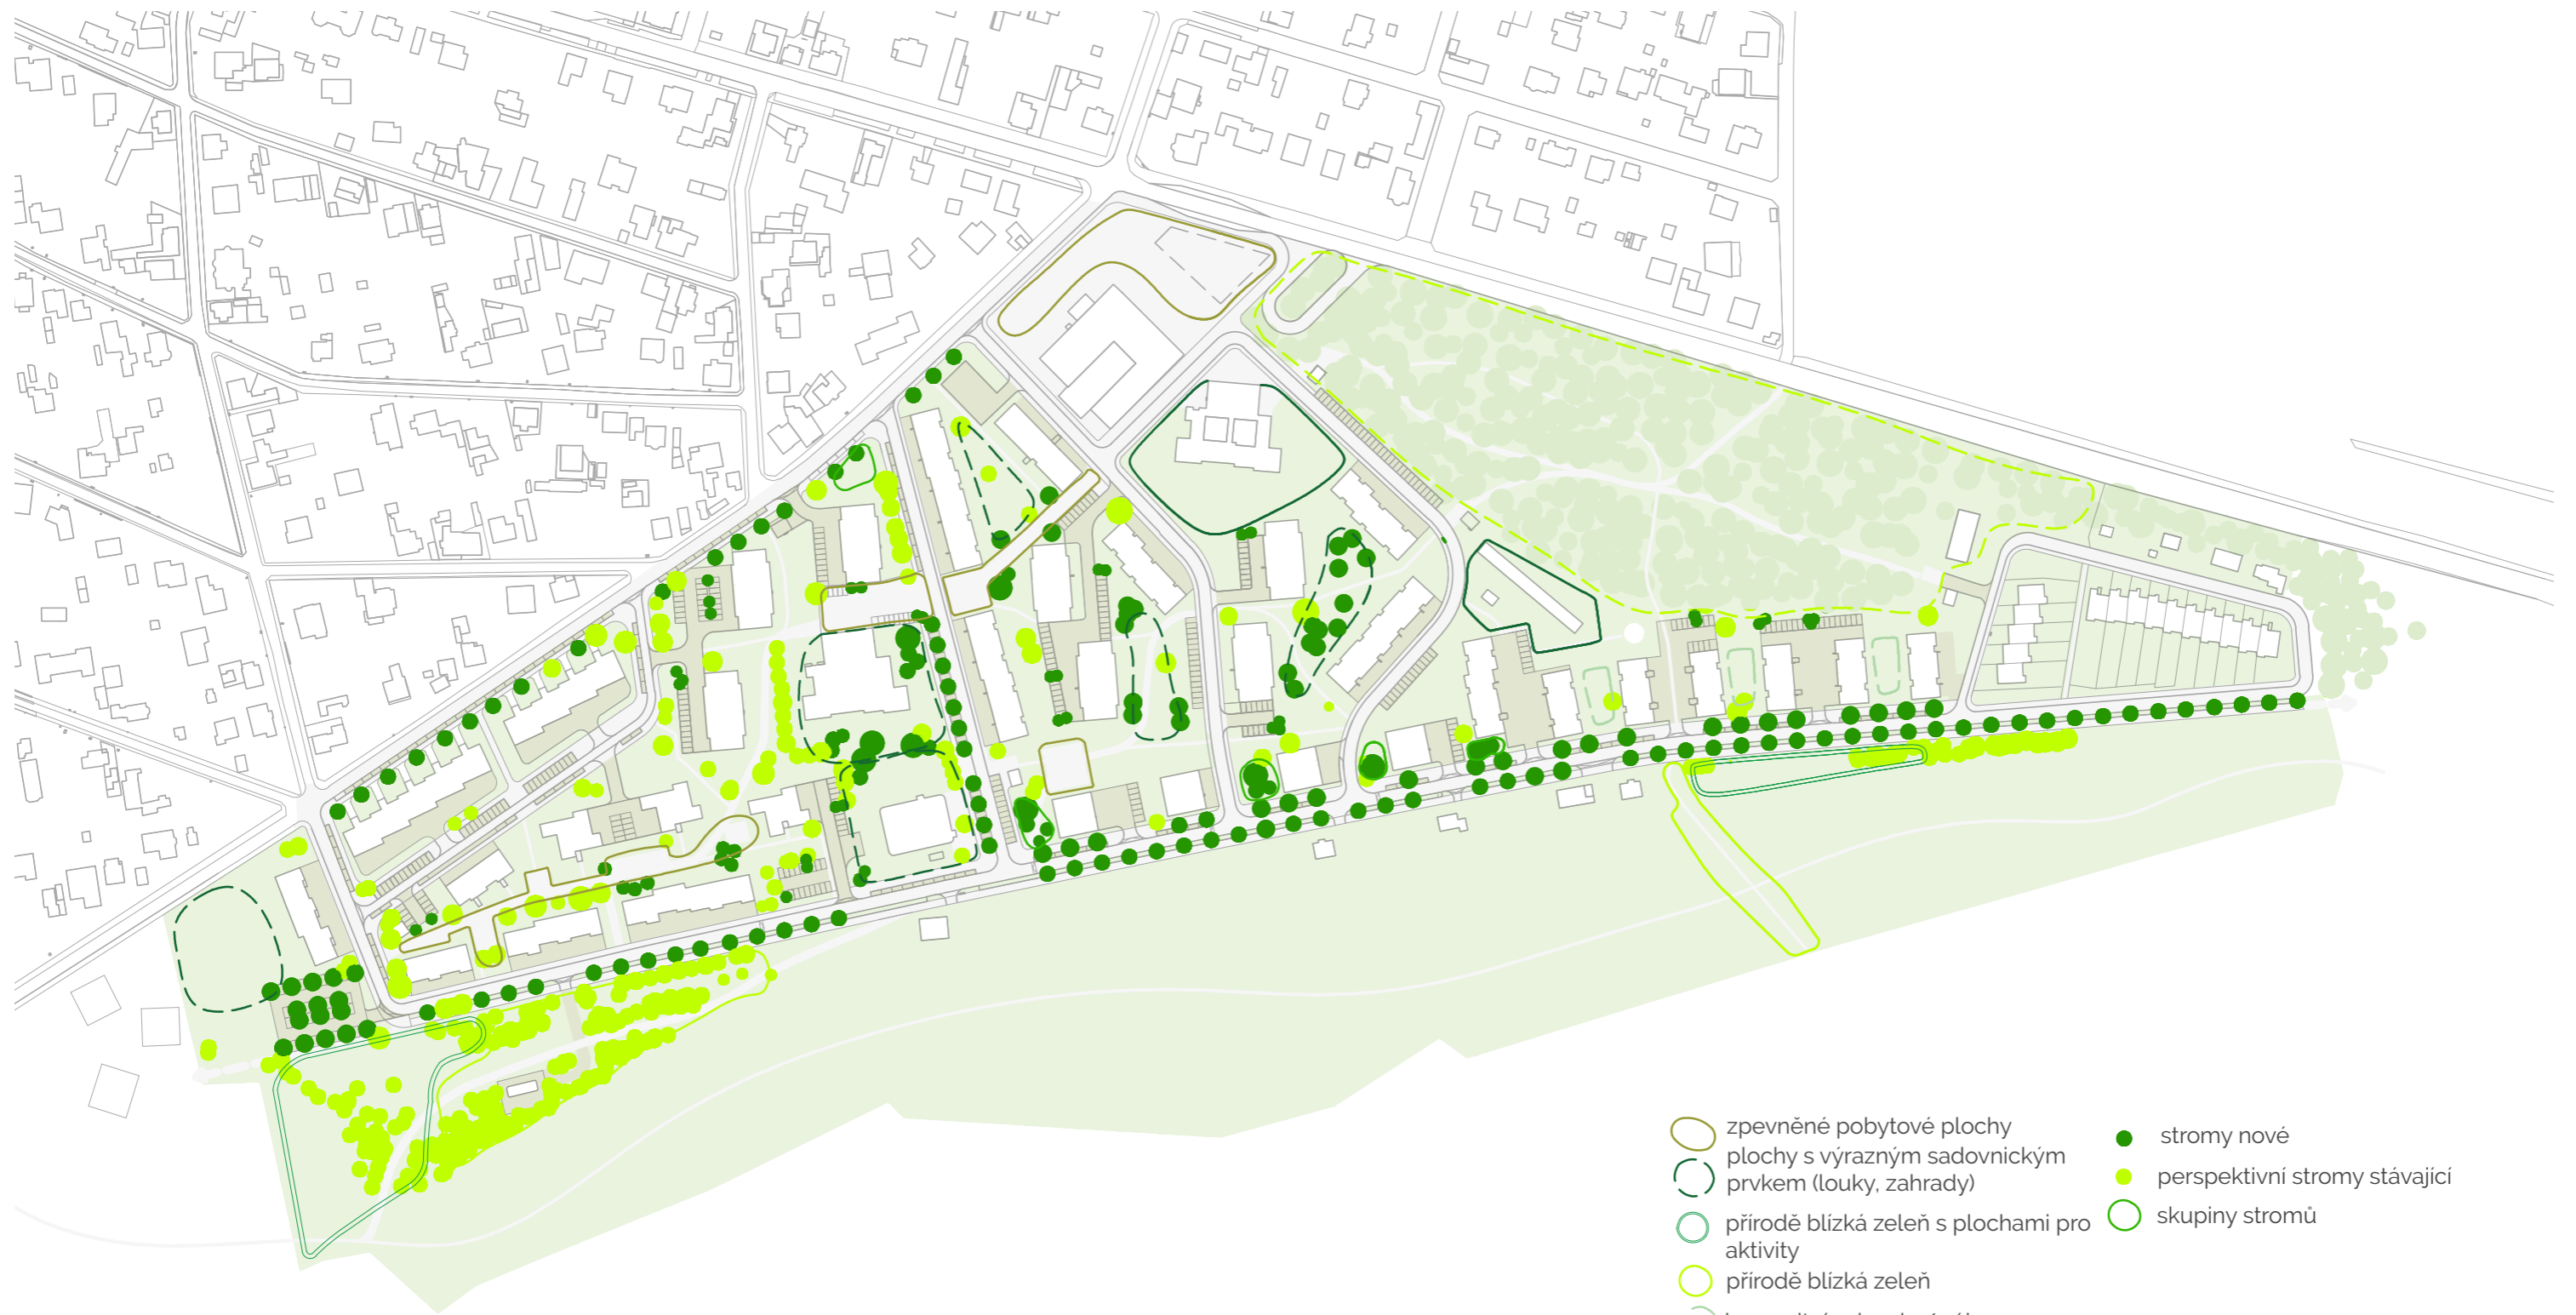 zpevněné pobytové plochy
plochy s výrazným sadovnickým
prvkem (louky, zahrady)
přírodě blízká zeleň s plochami pro
aktivity
přírodě blízká zeleň
stromy nové
perspektivní stromy stávající
skupiny stromů